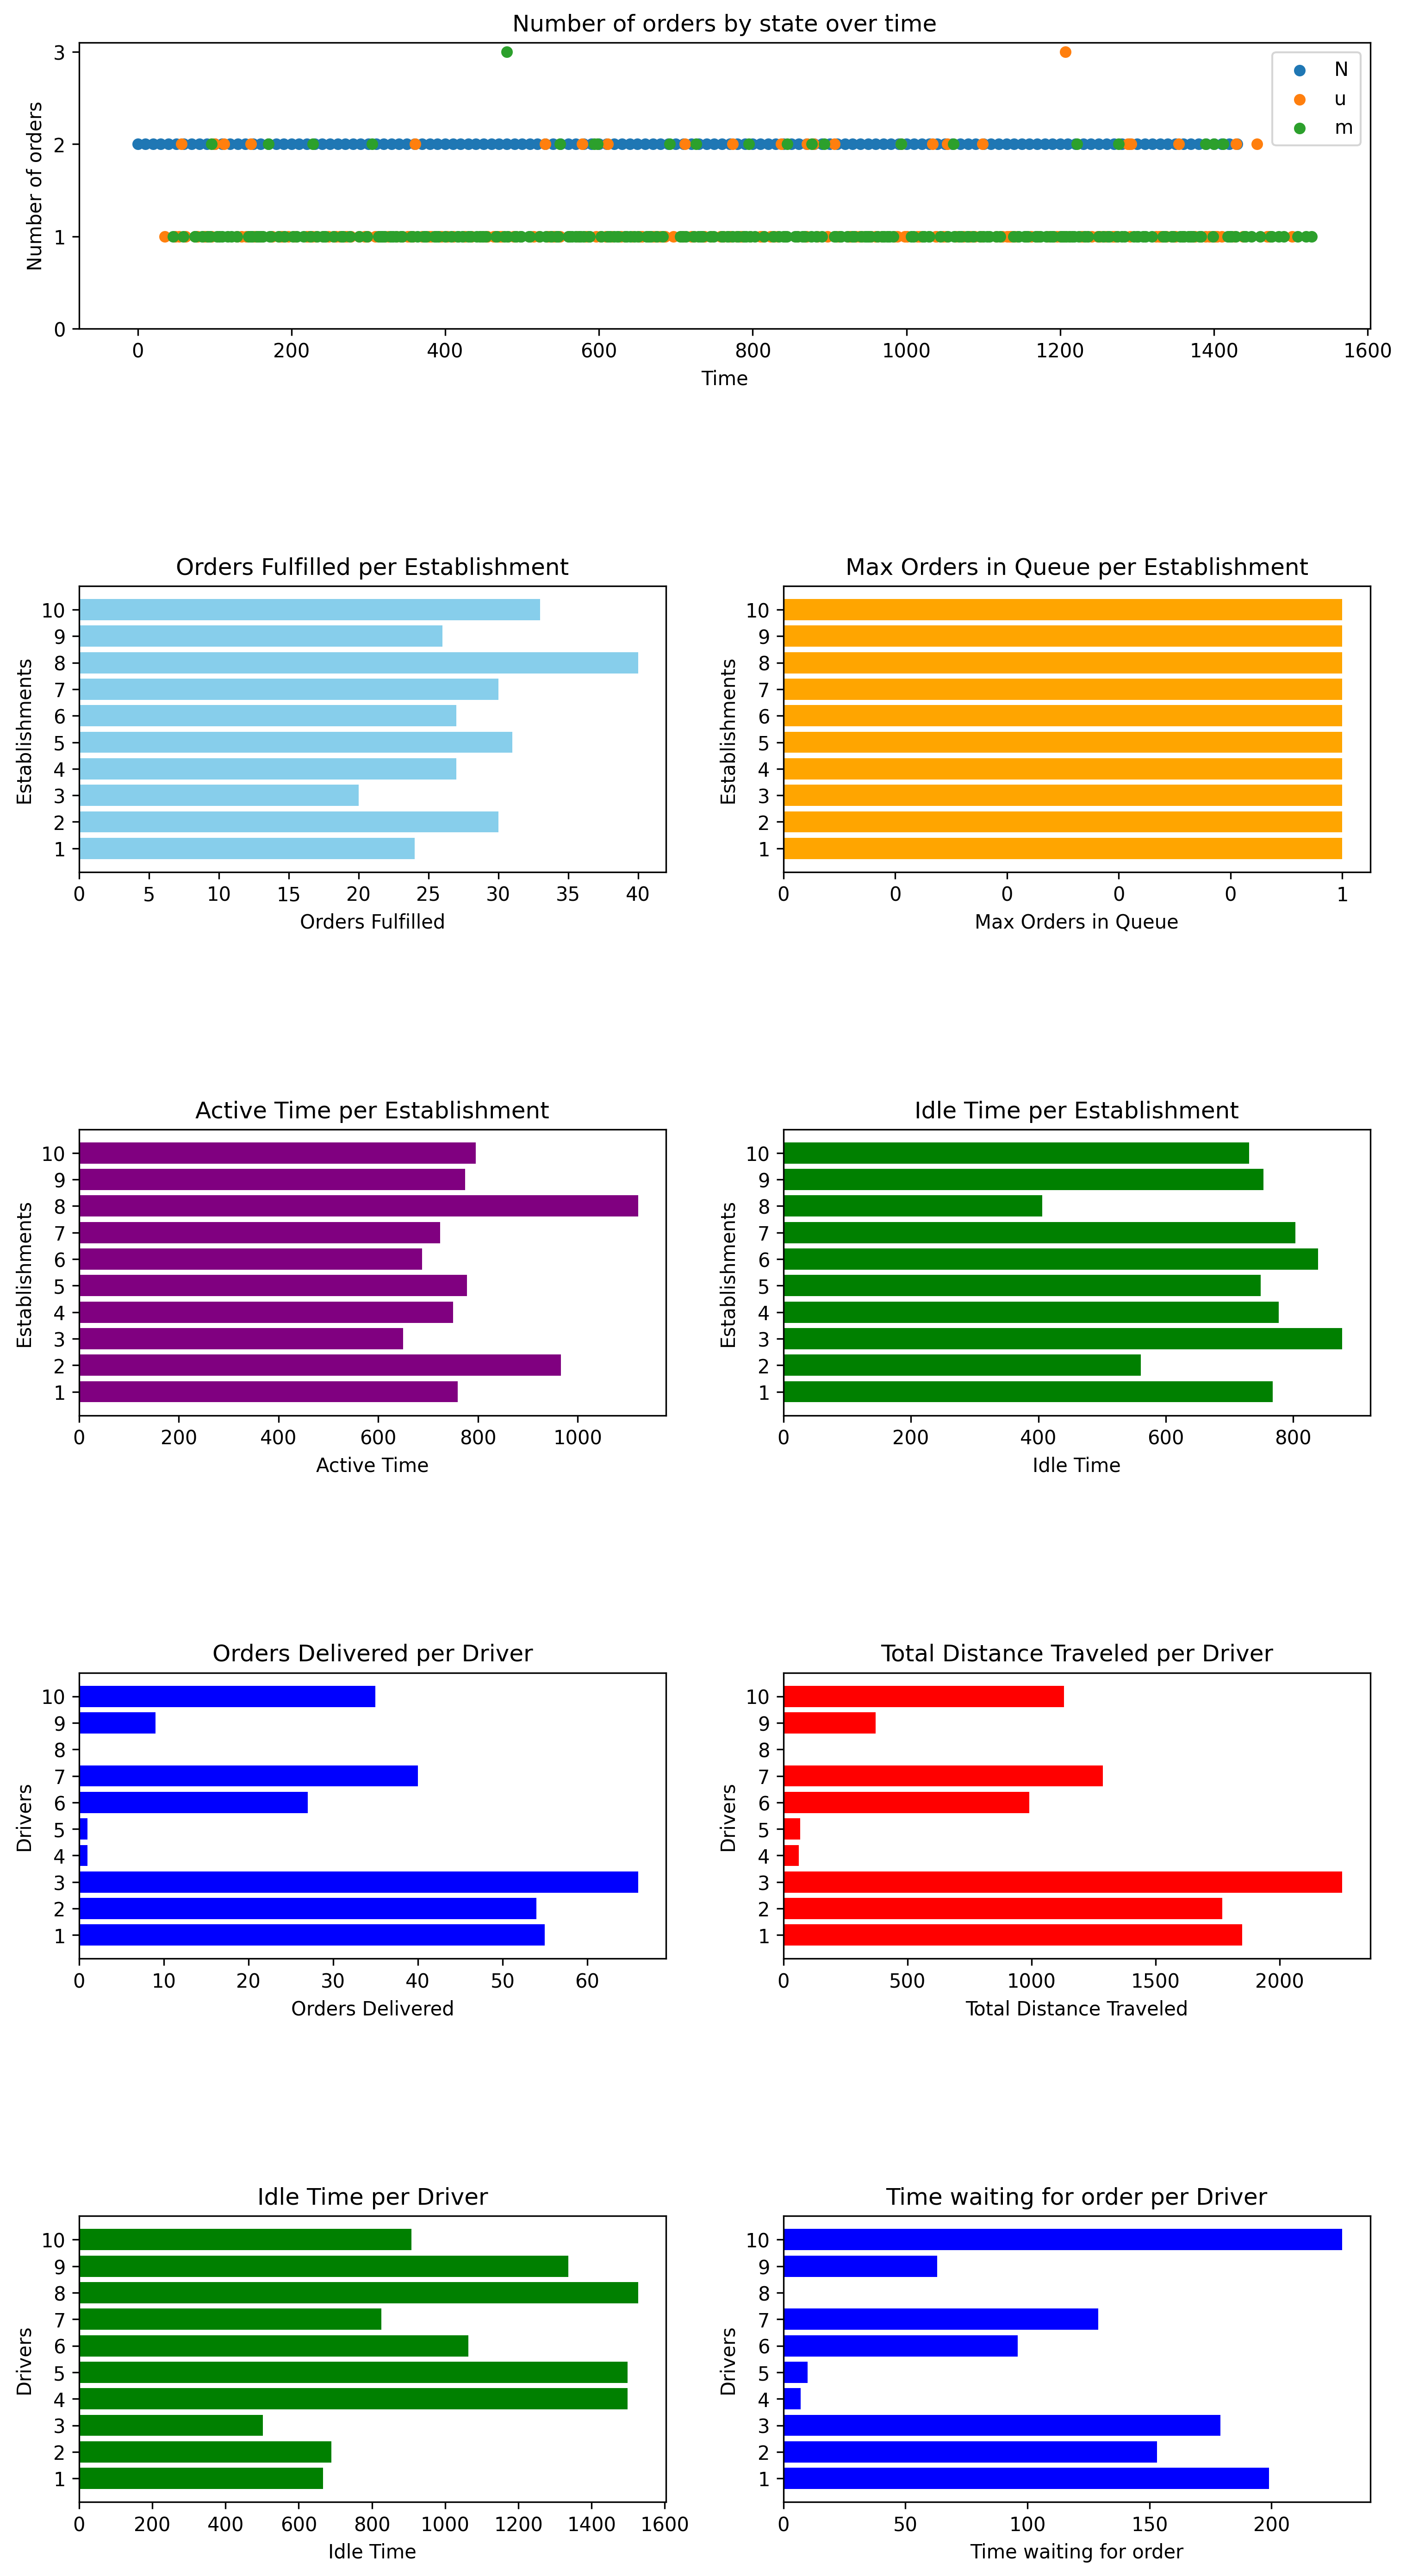 Number of orders by state over time
Number of orders
3
2
1
0
N
u
m
0 200 400 600 800 1000 1200 1400 1600
Time
Orders Fulfilled per Establishment
Establishments
10
9
8
7
6
5
4
3
2
1
0 5 10 15 20 25 30 35 40
Orders Fulfilled
Max Orders in Queue per Establishment
Establishments
10
9
8
7
6
5
4
3
2
1
0 0 0 0 0 1
Max Orders in Queue
Active Time per Establishment
Establishments
10
9
8
7
6
5
4
3
2
1
0 200 400 600 800 1000
Active Time
Idle Time per Establishment
Establishments
10
9
8
7
6
5
4
3
2
1
0 200 400 600 800
Idle Time
Orders Delivered per Driver
Drivers
10
9
8
7
6
5
4
3
2
1
0 10 20 30 40 50 60
Orders Delivered
Total Distance Traveled per Driver
Drivers
10
9
8
7
6
5
4
3
2
1
0 500 1000 1500 2000
Total Distance Traveled
Idle Time per Driver
Drivers
10
9
8
7
6
5
4
3
2
1
0 200 400 600 800 1000 1200 1400 1600
Idle Time
Time waiting for order per Driver
Drivers
10
9
8
7
6
5
4
3
2
1
0 50 100 150 200
Time waiting for order